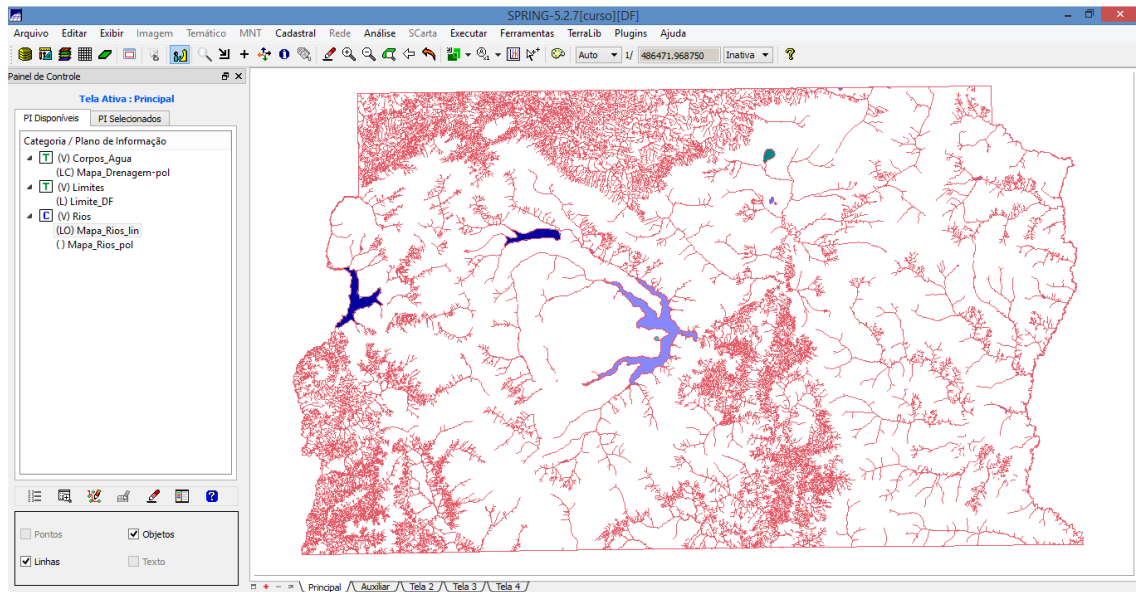 SPRING-5.2.7[curso][DF]
Arquivo Editar Exibir Imagem Temático MNT Cadastral Rede Análise SCarta Executar Ferramentas TerraLib Plugins Ajuda
Auto 1/ 486471.968750 Inativa
Painel de Controle
Tela Ativa : Principal
PI Disponíveis PI Selecionados
Categoria / Plano de Informação
T (V) Corpos_Agua
(LC) Mapa_Drenagem-pol
T (V) Limites
(L) Limite_DF
C (V) Rios
(LO) Mapa_Rios_lin
( ) Mapa_Rios_pol
Pontos Objetos
Linhas Texto
Principal Auxiliar Tela 2 Tela 3 Tela 4